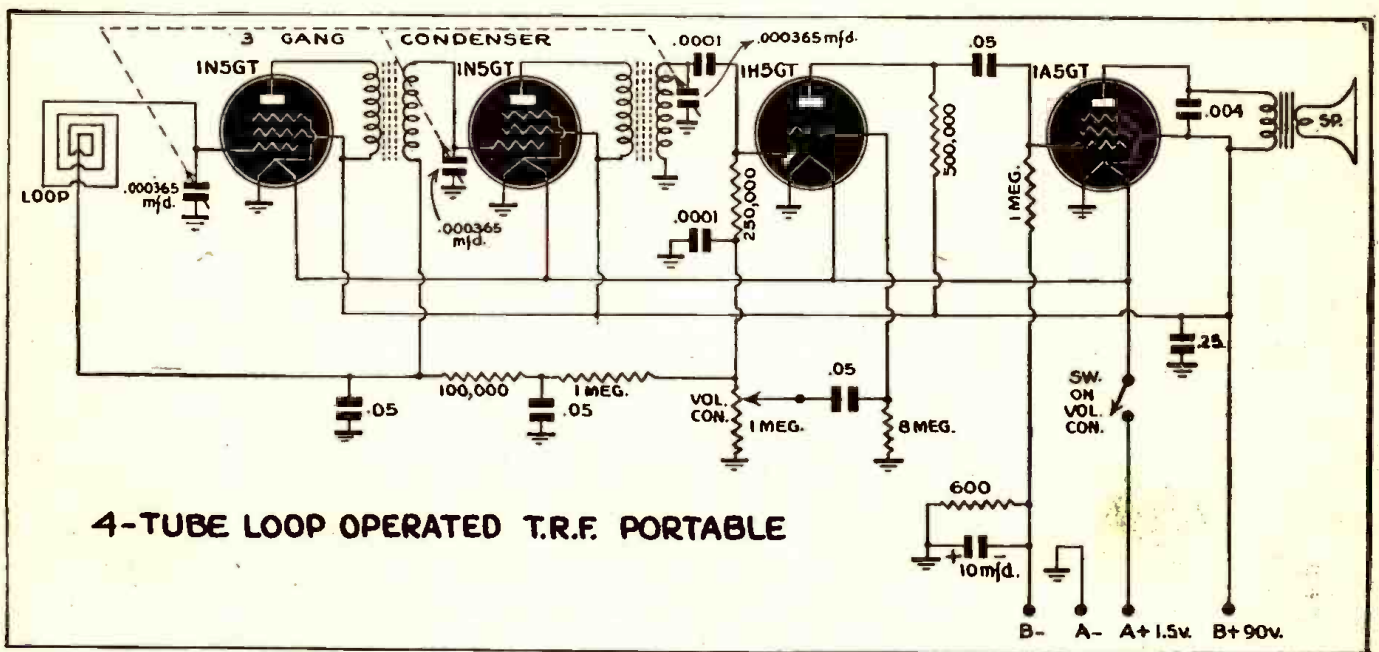 3 GANG CONDENSER
1N5GT
1N5GT
.0001
.000365 mfd.
1H5GT
.05
1A5GT
.004
SP.
LOOP
.000365
mfd.
.000365
mfd.
.0001
250,000
500,000
1 MEG.
.25
100,000
1 MEG.
.05
.05
VOL.
CON.
1 MEG.
.05
8 MEG.
SW.
ON
VOL.
CON.
600
+ 10 mfd. -
4-TUBE LOOP OPERATED T.R.F. PORTABLE
B- A- A+ 1.5v. B+ 90v.